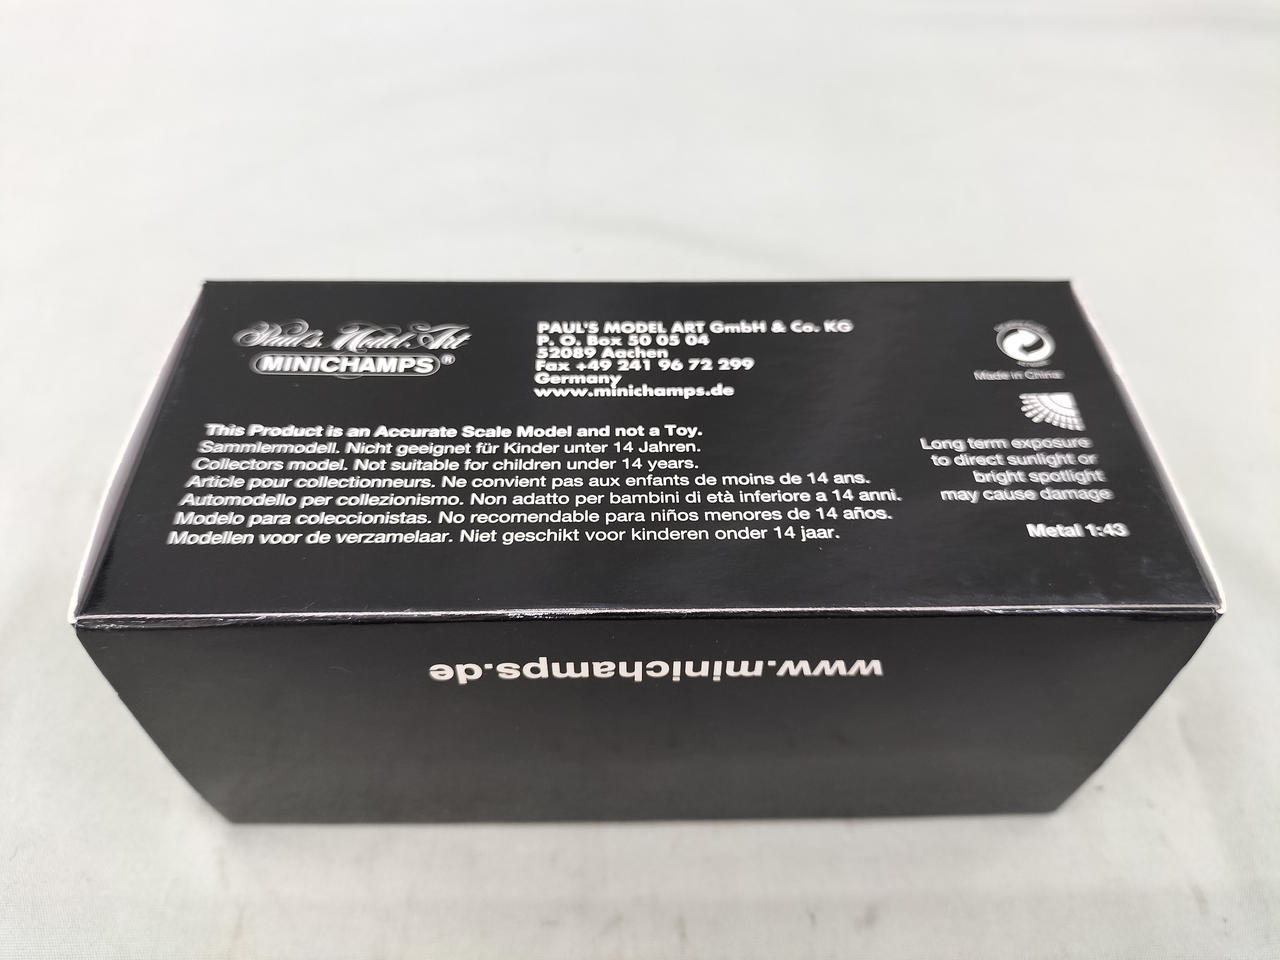 Paul's Model Art
MINICHAMPS®
PAUL'S MODEL ART GmbH & Co. KG
P. O. Box 50 05 04
52089 Aachen
Fax +49 241 96 72 299
Germany
www.minichamps.de
This Product is an Accurate Scale Model and not a Toy.
Sammlermodell. Nicht geeignet für Kinder unter 14 Jahren.
Collectors model. Not suitable for children under 14 years.
Article pour collectionneurs. Ne convient pas aux enfants de moins de 14 ans.
Automodello per collezionismo. Non adatto per bambini di età inferiore a 14 anni.
Modelo para coleccionistas. No recomendable para niños menores de 14 años.
Modellen voor de verzamelaar. Niet geschikt voor kinderen onder 14 jaar.
Made in China
Long term exposure
to direct sunlight or
bright spotlight
may cause damage
Metal 1:43
www.minichamps.de